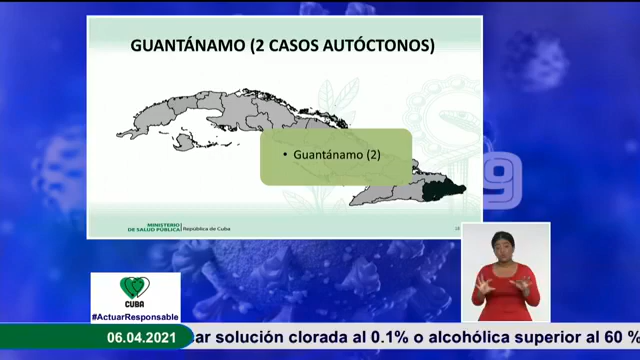 GUANTÁNAMO (2 CASOS AUTÓCTONOS)
• Guantánamo (2)
9
MINISTERIO
DE SALUD PÚBLICA
República de Cuba
CUBA
#ActuarResponsable
06.04.2021
ar solución clorada al 0.1% o alcohólica superior al 60 %